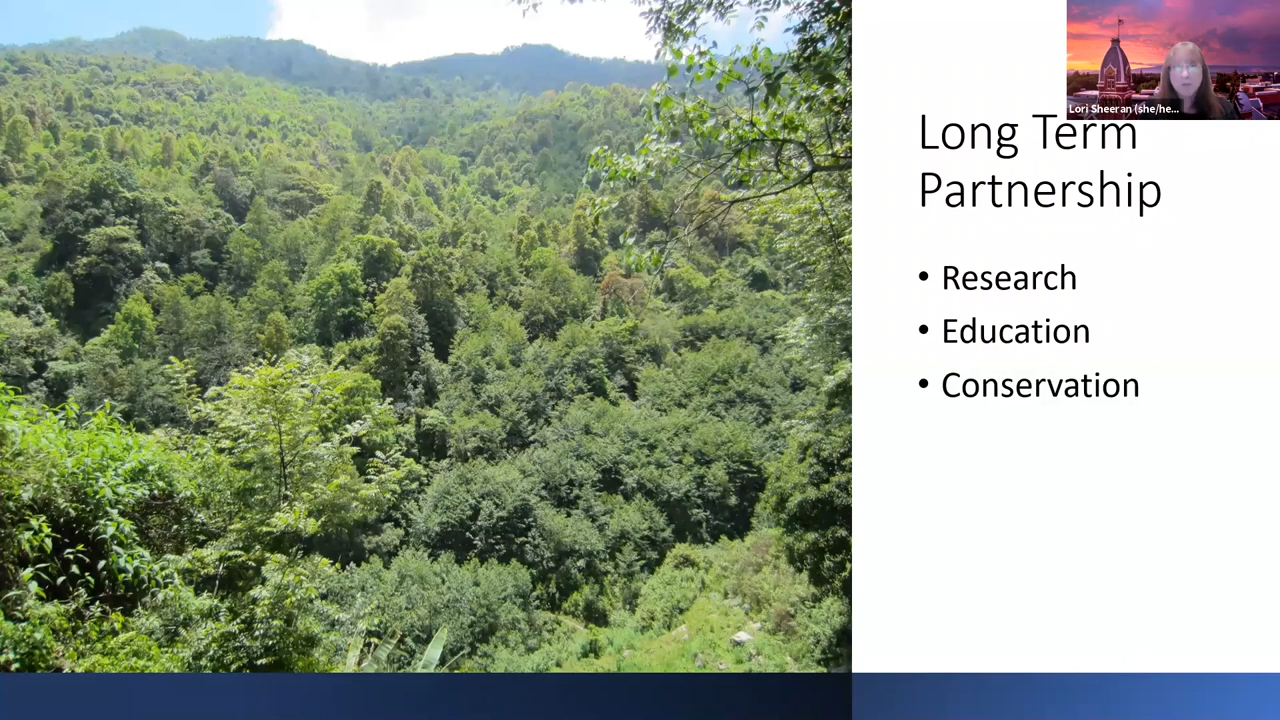 Lori Sheeran (she/he...
Long Term
Partnership
• Research
• Education
• Conservation